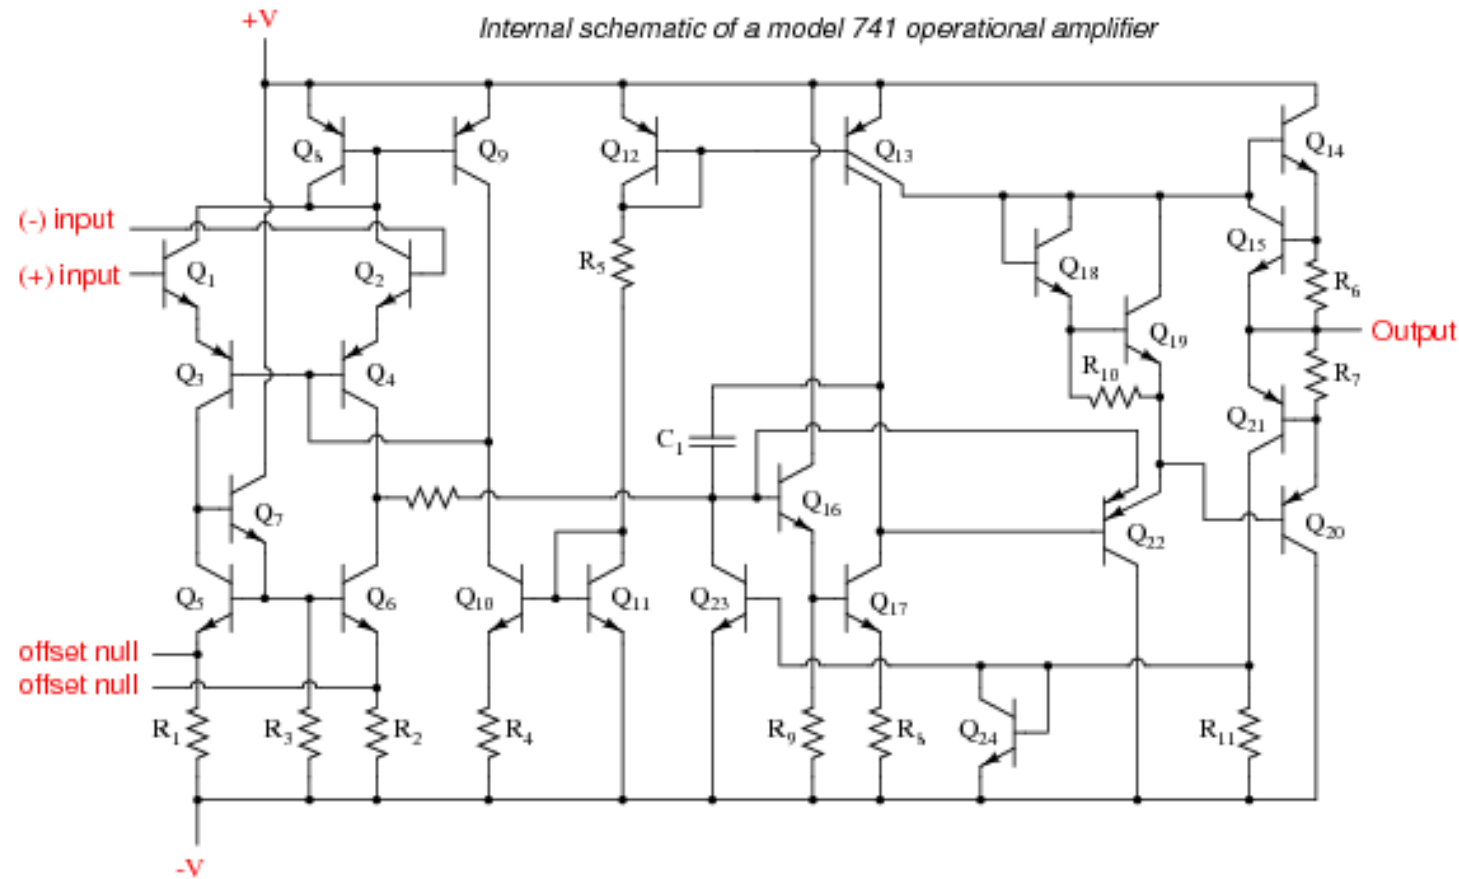 Internal schematic of a model 741 operational amplifier
+V
Q8 Q9 Q12 Q13 Q14
(-) input
Q15
(+) input Q1 Q2 R5 Q18 R6
Output
Q19
Q3 Q4 R10 R7
Q21
C1
Q7 Q16 Q22 Q20
Q5 Q6 Q10 Q11 Q23 Q17
offset null
offset null
R1 R3 R2 R4 R9 R8 Q24 R11
-V